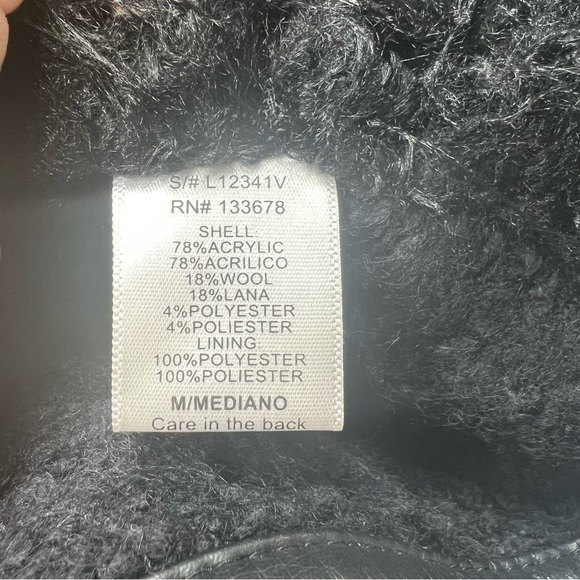 S/# L12341V
RN# 133678
SHELL
78%ACRYLIC
78%ACRILICO
18%WOOL
18%LANA
4%POLYESTER
4%POLIESTER
LINING
100%POLYESTER
100%POLIESTER
M/MEDIANO
Care in the back